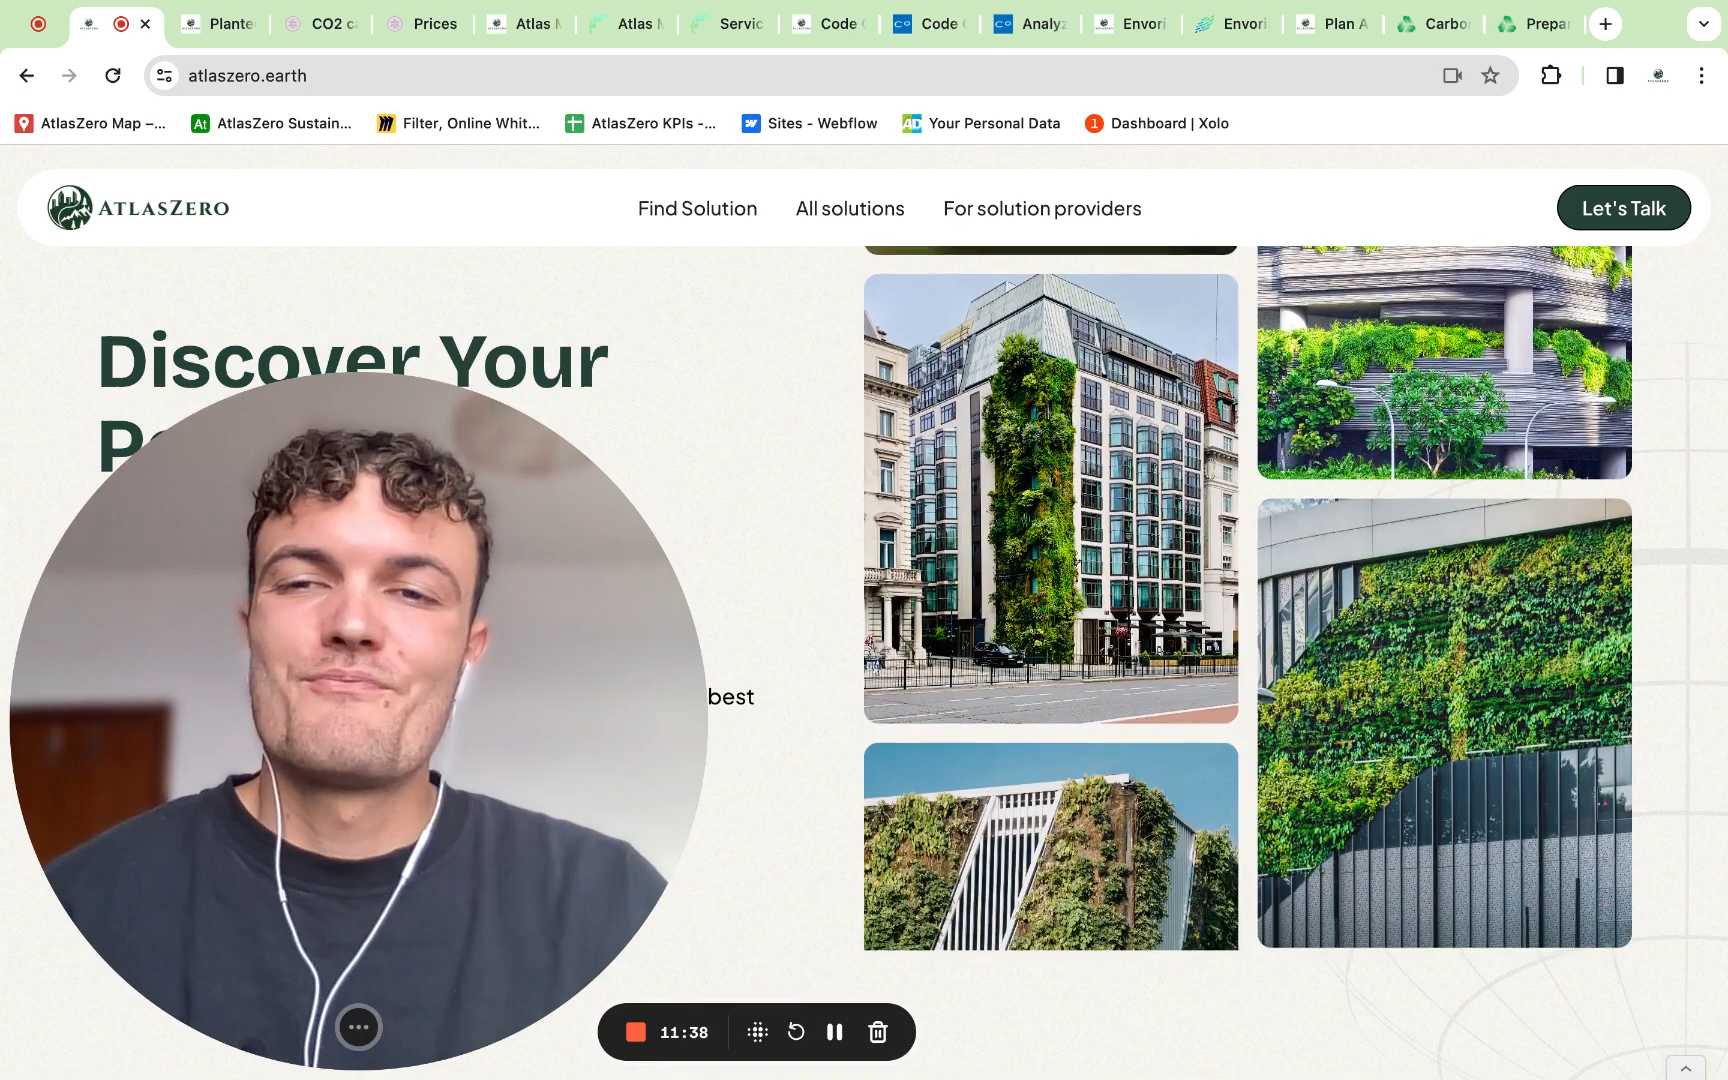 Plante
CO2 c
Prices
Atlas M
Atlas M
Servic
Code
Code
Analyz
Envori
Envori
Plan A
Carbo
Prepar
atlaszero.earth
AtlasZero Map –...
AtlasZero Sustain...
Filter, Online Whit...
AtlasZero KPIs -...
Sites - Webflow
Your Personal Data
Dashboard | Xolo
ATLASZERO
Find Solution
All solutions
For solution providers
Let's Talk
Discover Your
best
11:38